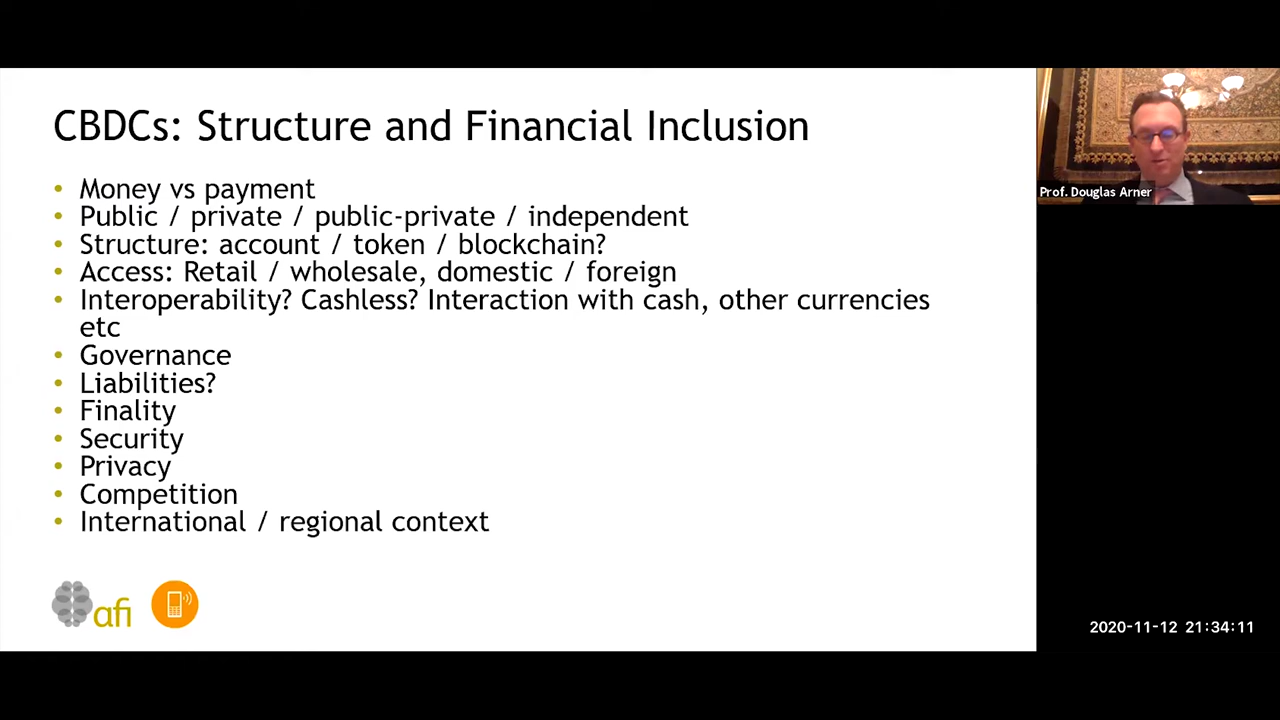 CBDCs: Structure and Financial Inclusion
• Money vs payment
• Public / private / public-private / independent
• Structure: account / token / blockchain?
• Access: Retail / wholesale, domestic / foreign
• Interoperability? Cashless? Interaction with cash, other currencies
etc
• Governance
• Liabilities?
• Finality
• Security
• Privacy
• Competition
• International / regional context
afi
Prof. Douglas Arner
2020-11-12 21:34:11